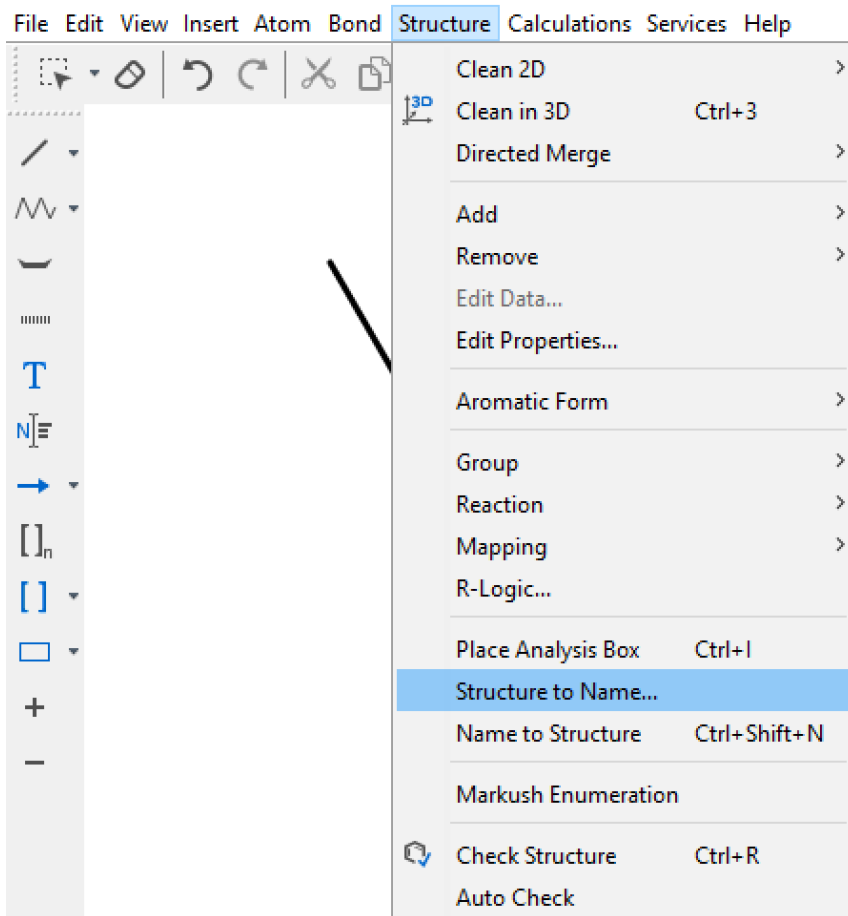 File Edit View Insert Atom Bond Structure Calculations Services Help
Clean 2D
3D
Clean in 3D Ctrl+3
Directed Merge
Add
Remove
Edit Data...
Edit Properties...
T
Aromatic Form
N
Group
Reaction
[ ]n
Mapping
R-Logic...
[ ]
Place Analysis Box Ctrl+I
Structure to Name...
Name to Structure Ctrl+Shift+N
Markush Enumeration
Check Structure Ctrl+R
Auto Check